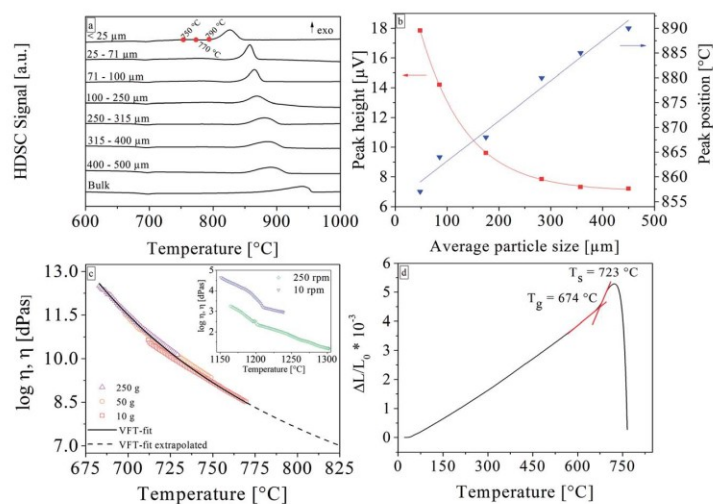 a
250 °C
290 °C
770 °C
exo
< 25 µm
25 - 71 µm
71 - 100 µm
100 - 250 µm
250 - 315 µm
315 - 400 µm
400 - 500 µm
Bulk
HDSC Signal [a.u.]
600 700 800 900 1000
Temperature [°C]
b
Peak height [µV]
18
16
14
12
10
8
6
890
885
880
875
870
865
860
855
Peak position [°C]
0 100 200 300 400 500
Average particle size [µm]
c
log η, η [dPas]
13.0
11.5
10.0
8.5
7.0
250 g
50 g
10 g
VFT-fit
VFT-fit extrapolated
250 rpm
10 rpm
log η, η [dPas]
5
4
3
2
1
1150 1200 1250 1300
Temperature [°C]
675 700 725 750 775 800 825
Temperature [°C]
d
ΔL/L0 * 10-3
6
5
4
3
2
1
0
Ts = 723 °C
Tg = 674 °C
0 150 300 450 600 750
Temperature [°C]